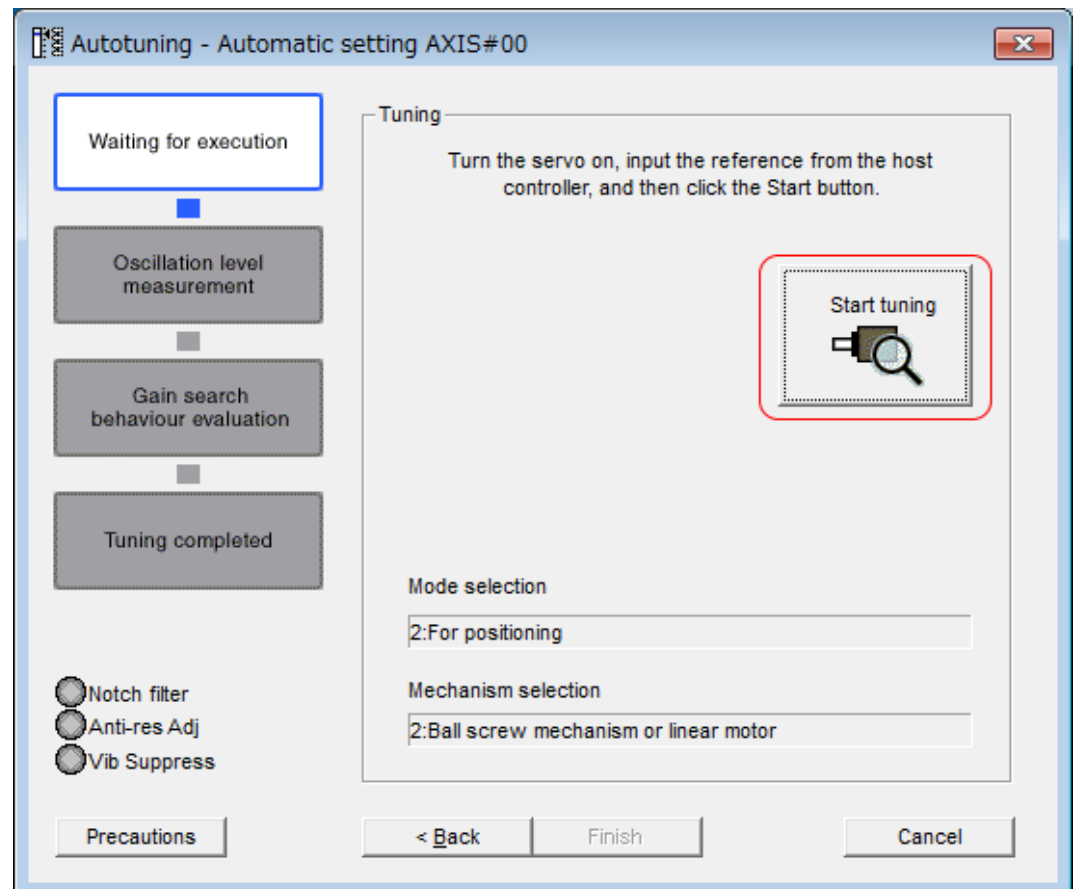 Autotuning - Automatic setting AXIS#00
Waiting for execution
Oscillation level
measurement
Gain search
behaviour evaluation
Tuning completed
Notch filter
Anti-res Adj
Vib Suppress
Tuning
Turn the servo on, input the reference from the host
controller, and then click the Start button.
Start tuning
Mode selection
2:For positioning
Mechanism selection
2:Ball screw mechanism or linear motor
Precautions
< Back
Finish
Cancel